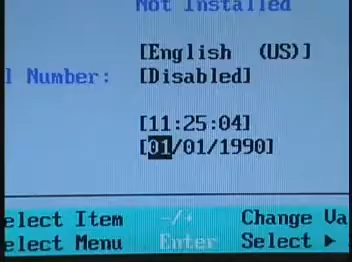 Not Installed
[English (US)]
l Number: [Disabled]
[11:25:04]
[01/01/1990]
elect Item -/+ Change Va
elect Menu Enter Select ▶